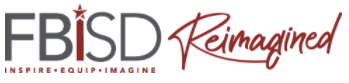 FBISD Reimagined
INSPIRE • EQUIP • IMAGINE